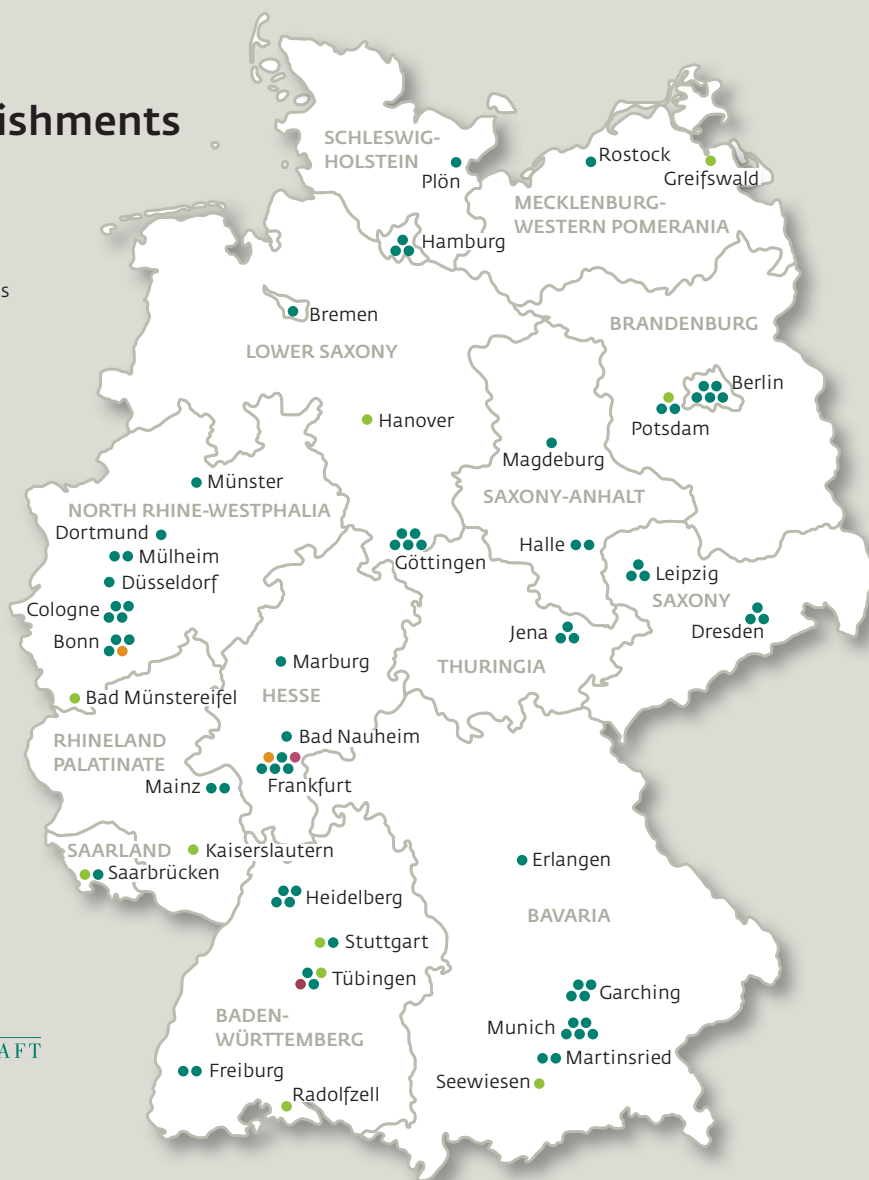 ishments
SCHLESWIG-
HOLSTEIN
Plön
Rostock
Greifswald
MECKLENBURG-
WESTERN POMERANIA
Hamburg
s
Bremen
BRANDENBURG
LOWER SAXONY
Berlin
Hanover
Potsdam
Magdeburg
Münster
SAXONY-ANHALT
NORTH RHINE-WESTPHALIA
Dortmund
Halle
Mülheim
Göttingen
Leipzig
Düsseldorf
SAXONY
Cologne
Dresden
Jena
Bonn
Marburg
THURINGIA
HESSE
Bad Münstereifel
Bad Nauheim
RHINELAND
PALATINATE
Mainz
Frankfurt
SAARLAND
Kaiserslautern
Erlangen
Saarbrücken
Heidelberg
BAVARIA
Stuttgart
Tübingen
Garching
BADEN-
WÜRTTEMBERG
Munich
AFT
Martinsried
Freiburg
Seewiesen
Radolfzell